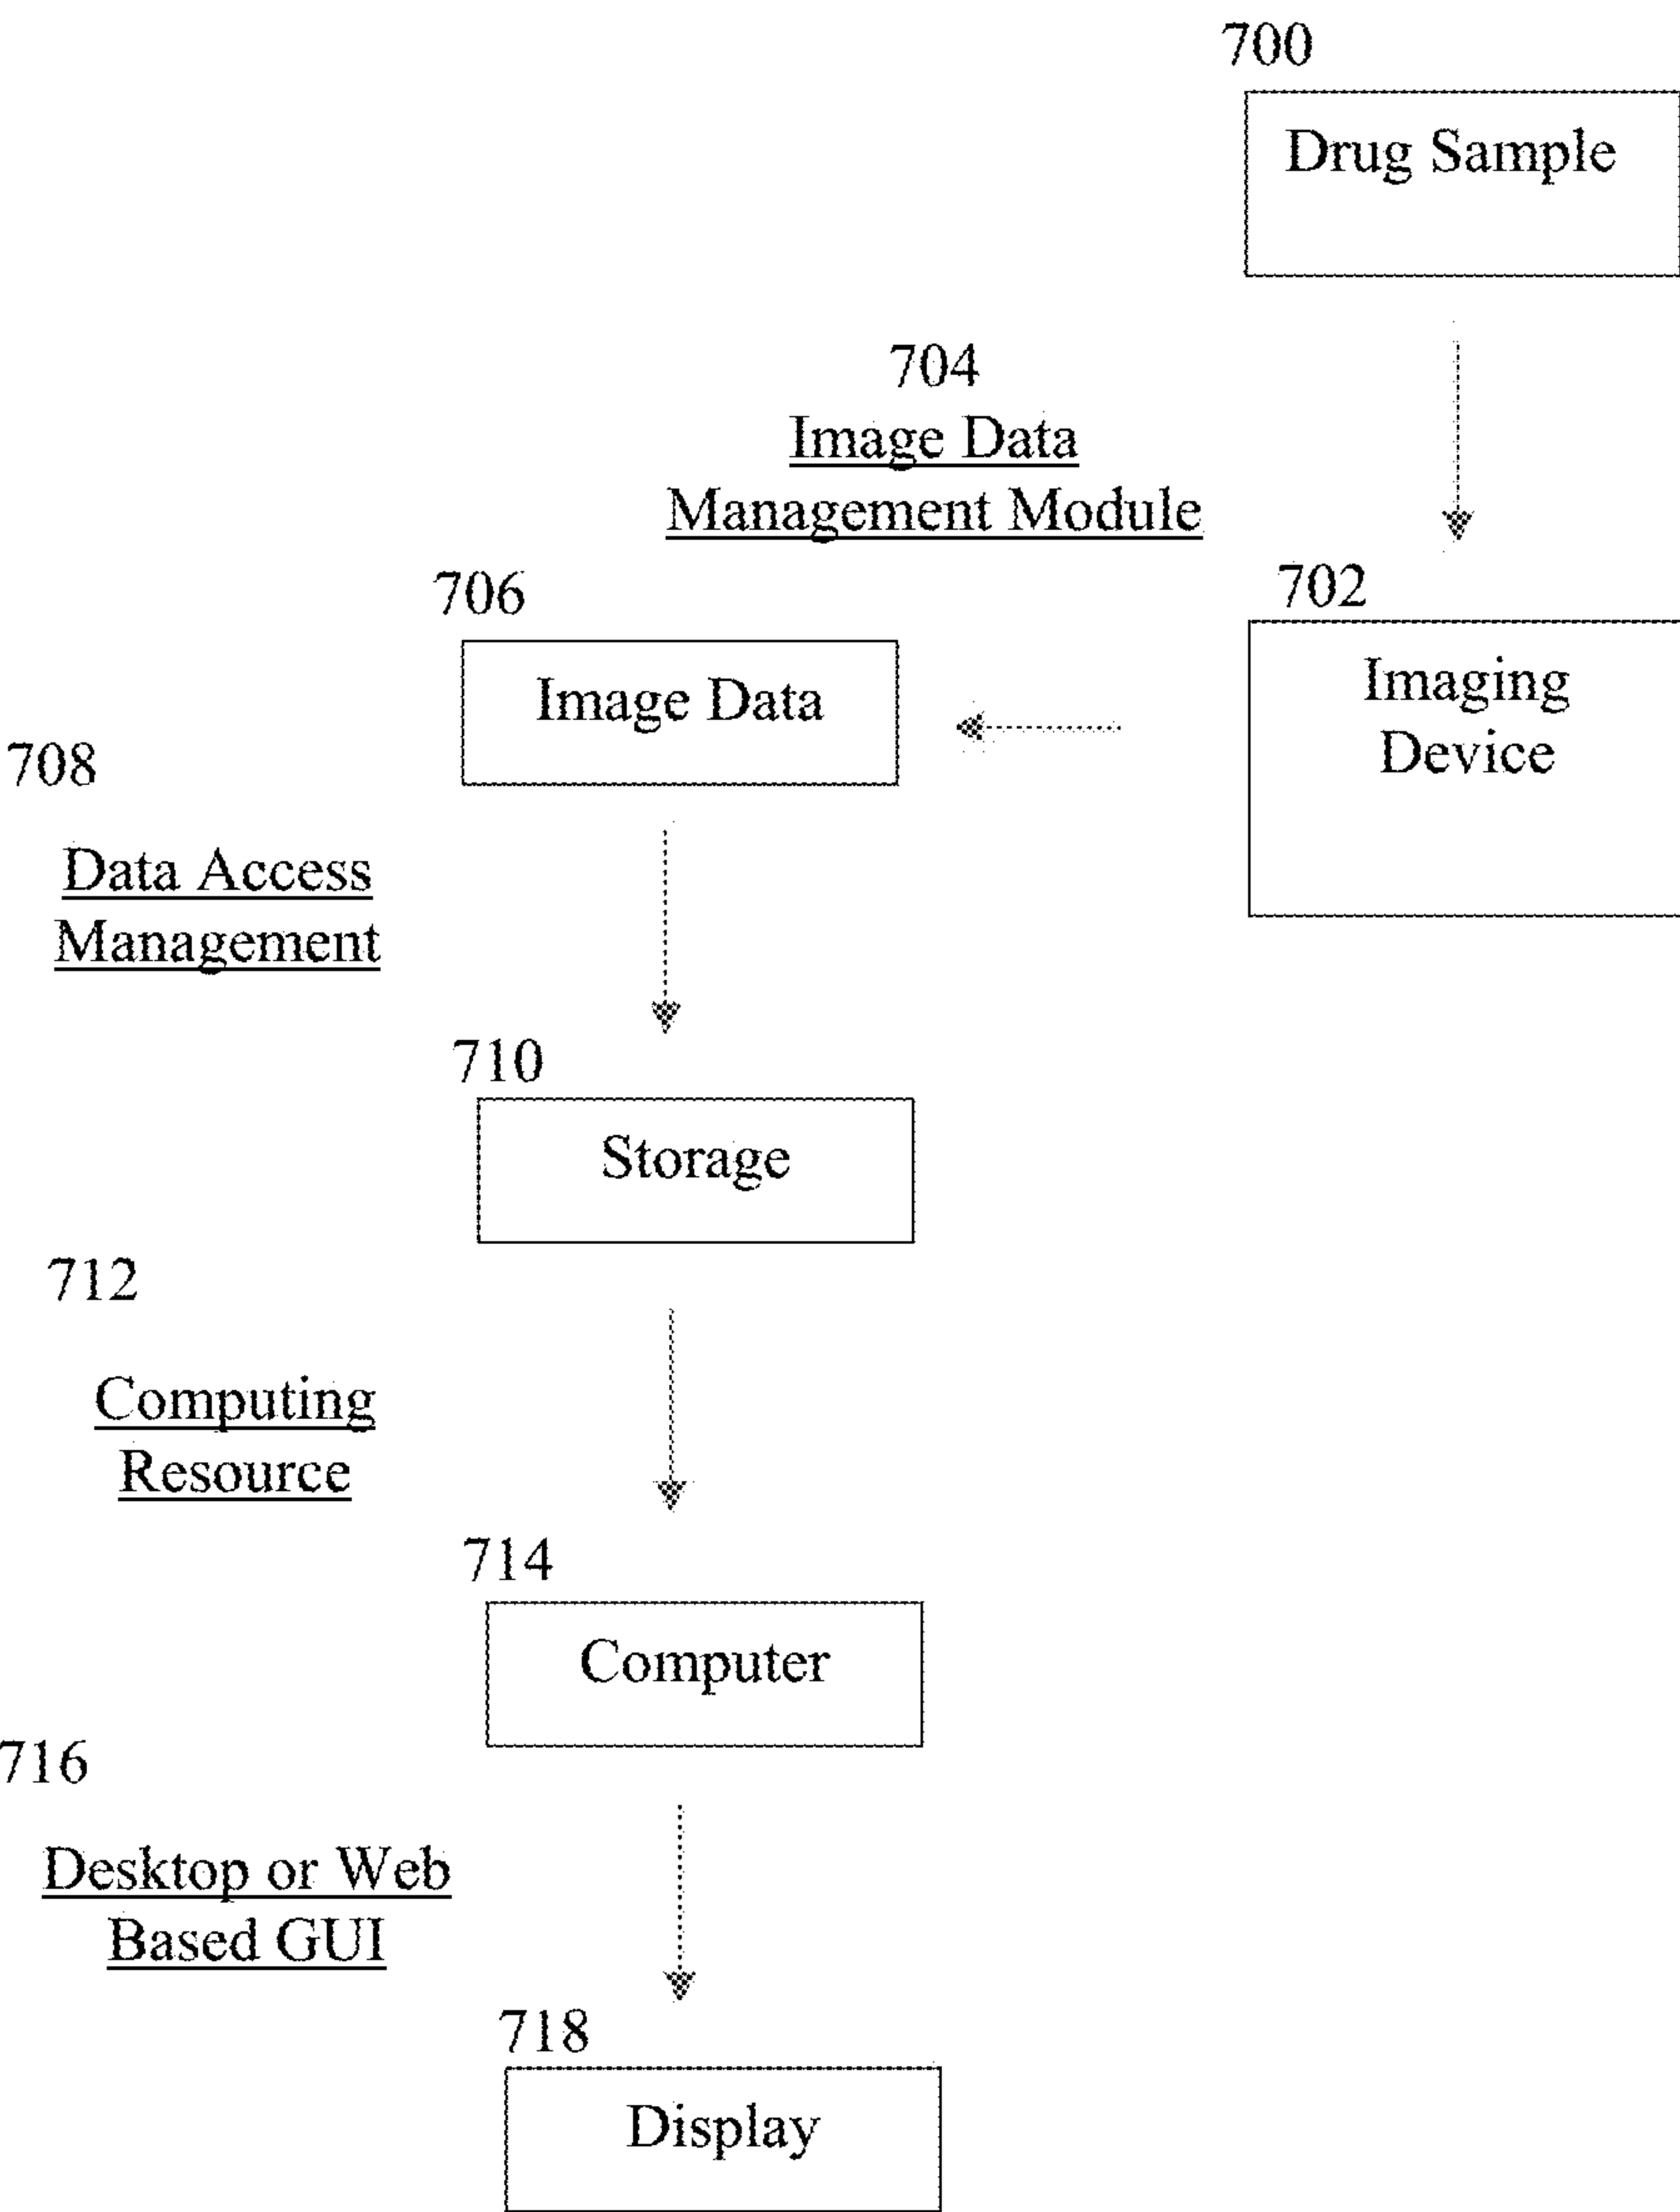 700
Drug Sample
704
Image Data
Management Module
702
Imaging
Device
706
Image Data
708
Data Access
Management
710
Storage
712
Computing
Resource
714
Computer
716
Desktop or Web
Based GUI
718
Display